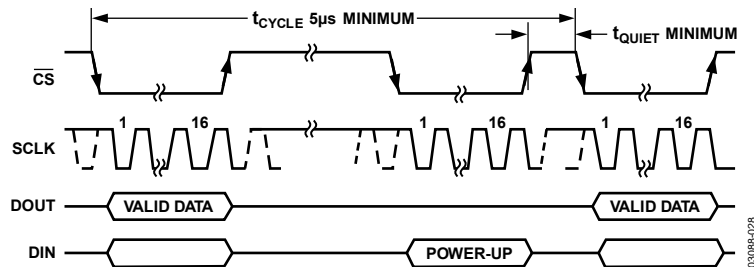 tCYCLE 5µs MINIMUM
tQUIET MINIMUM
CS
1 16 1 16 1 16
SCLK
DOUT VALID DATA VALID DATA
DIN POWER-UP
03088-028